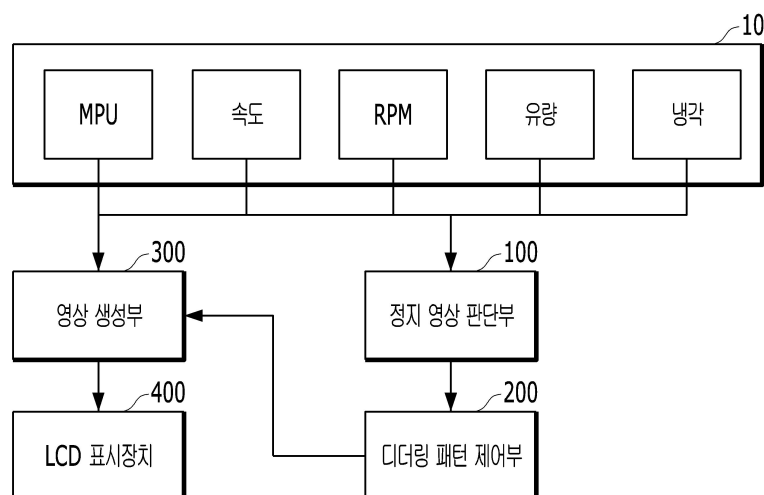 10
MPU
속도
RPM
유량
냉각
300
100
영상 생성부
정지 영상 판단부
400
200
LCD 표시장치
디더링 패턴 제어부